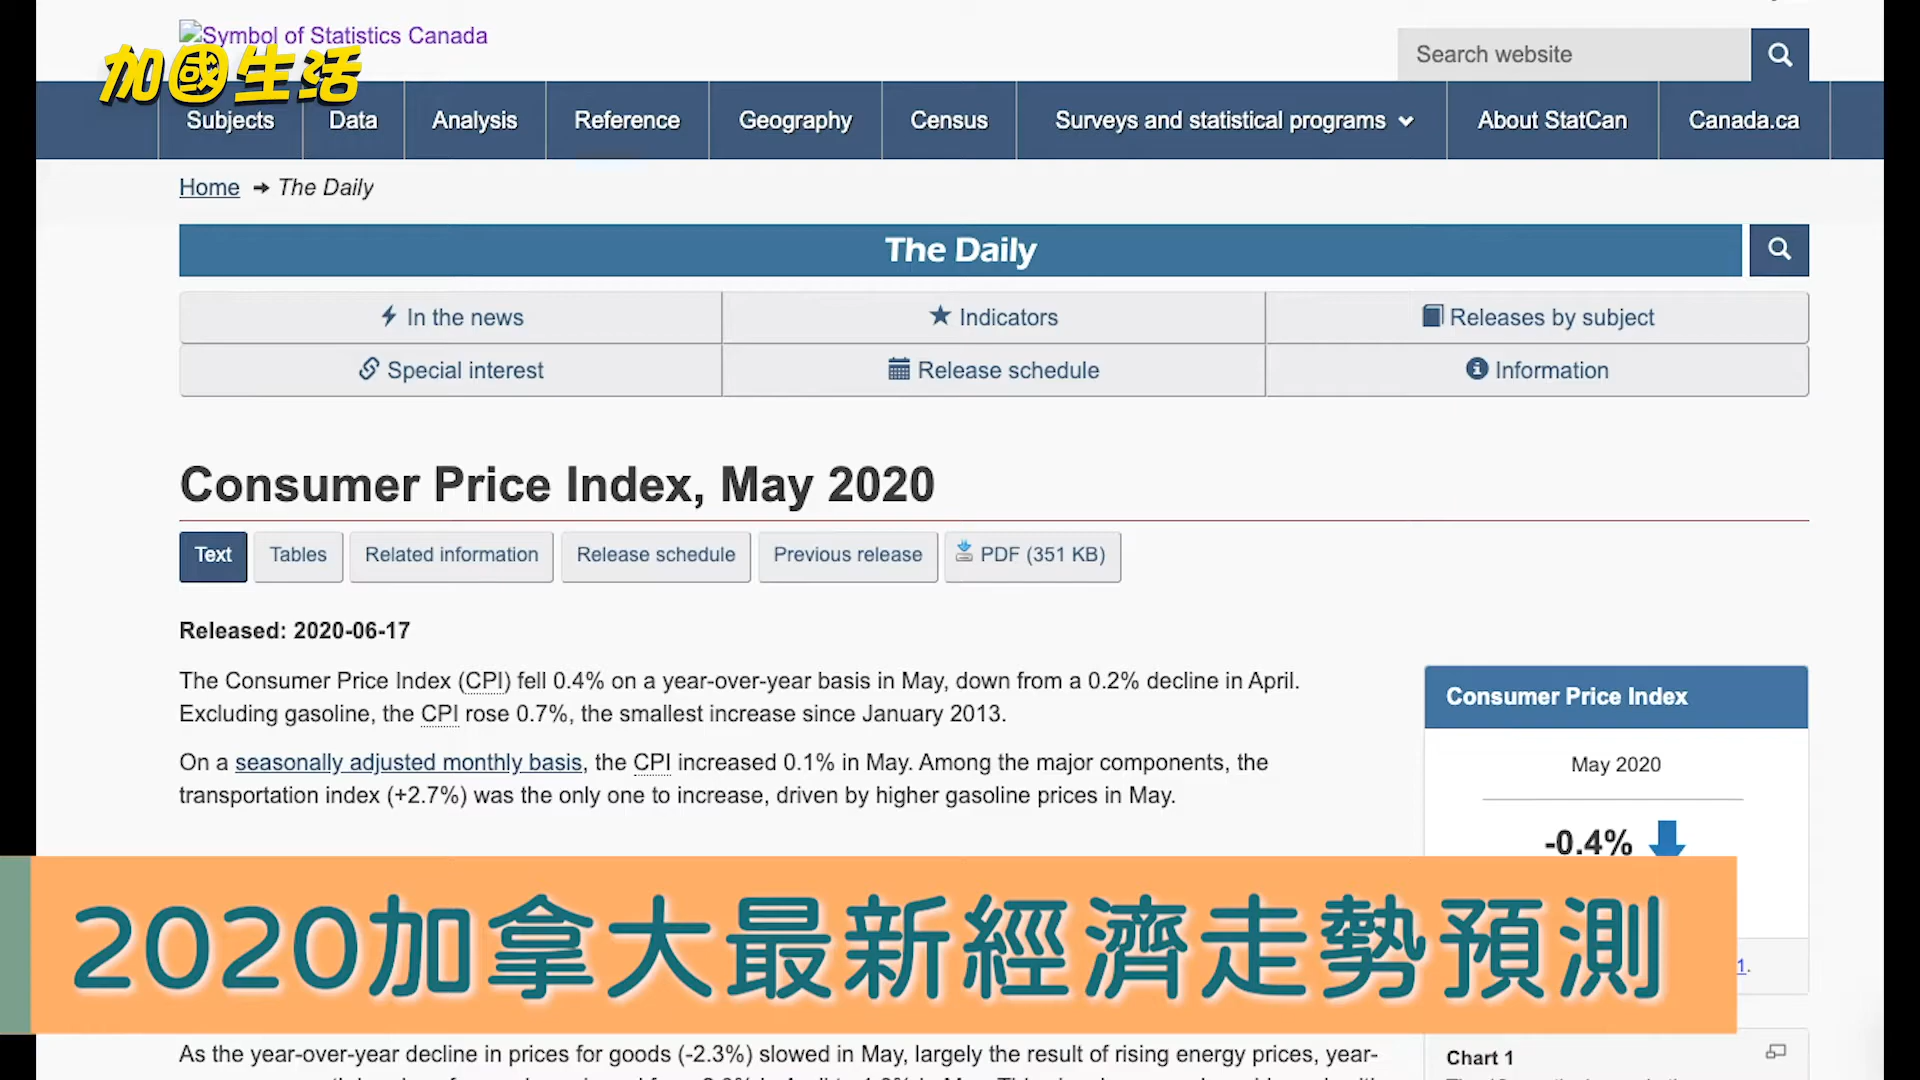 Symbol of Statistics Canada
加國生活
Search website
Subjects Data Analysis Reference Geography Census Surveys and statistical programs About StatCan Canada.ca
Home ➔ The Daily
The Daily
In the news Indicators Releases by subject
Special interest Release schedule Information
Consumer Price Index, May 2020
Text Tables Related information Release schedule Previous release PDF (351 KB)
Released: 2020-06-17
The Consumer Price Index (CPI) fell 0.4% on a year-over-year basis in May, down from a 0.2% decline in April.
Excluding gasoline, the CPI rose 0.7%, the smallest increase since January 2013.
On a seasonally adjusted monthly basis, the CPI increased 0.1% in May. Among the major components, the
transportation index (+2.7%) was the only one to increase, driven by higher gasoline prices in May.
Consumer Price Index
May 2020
-0.4%
1.
2020加拿大最新經濟走勢預測
As the year-over-year decline in prices for goods (-2.3%) slowed in May, largely the result of rising energy prices, year-
Chart 1